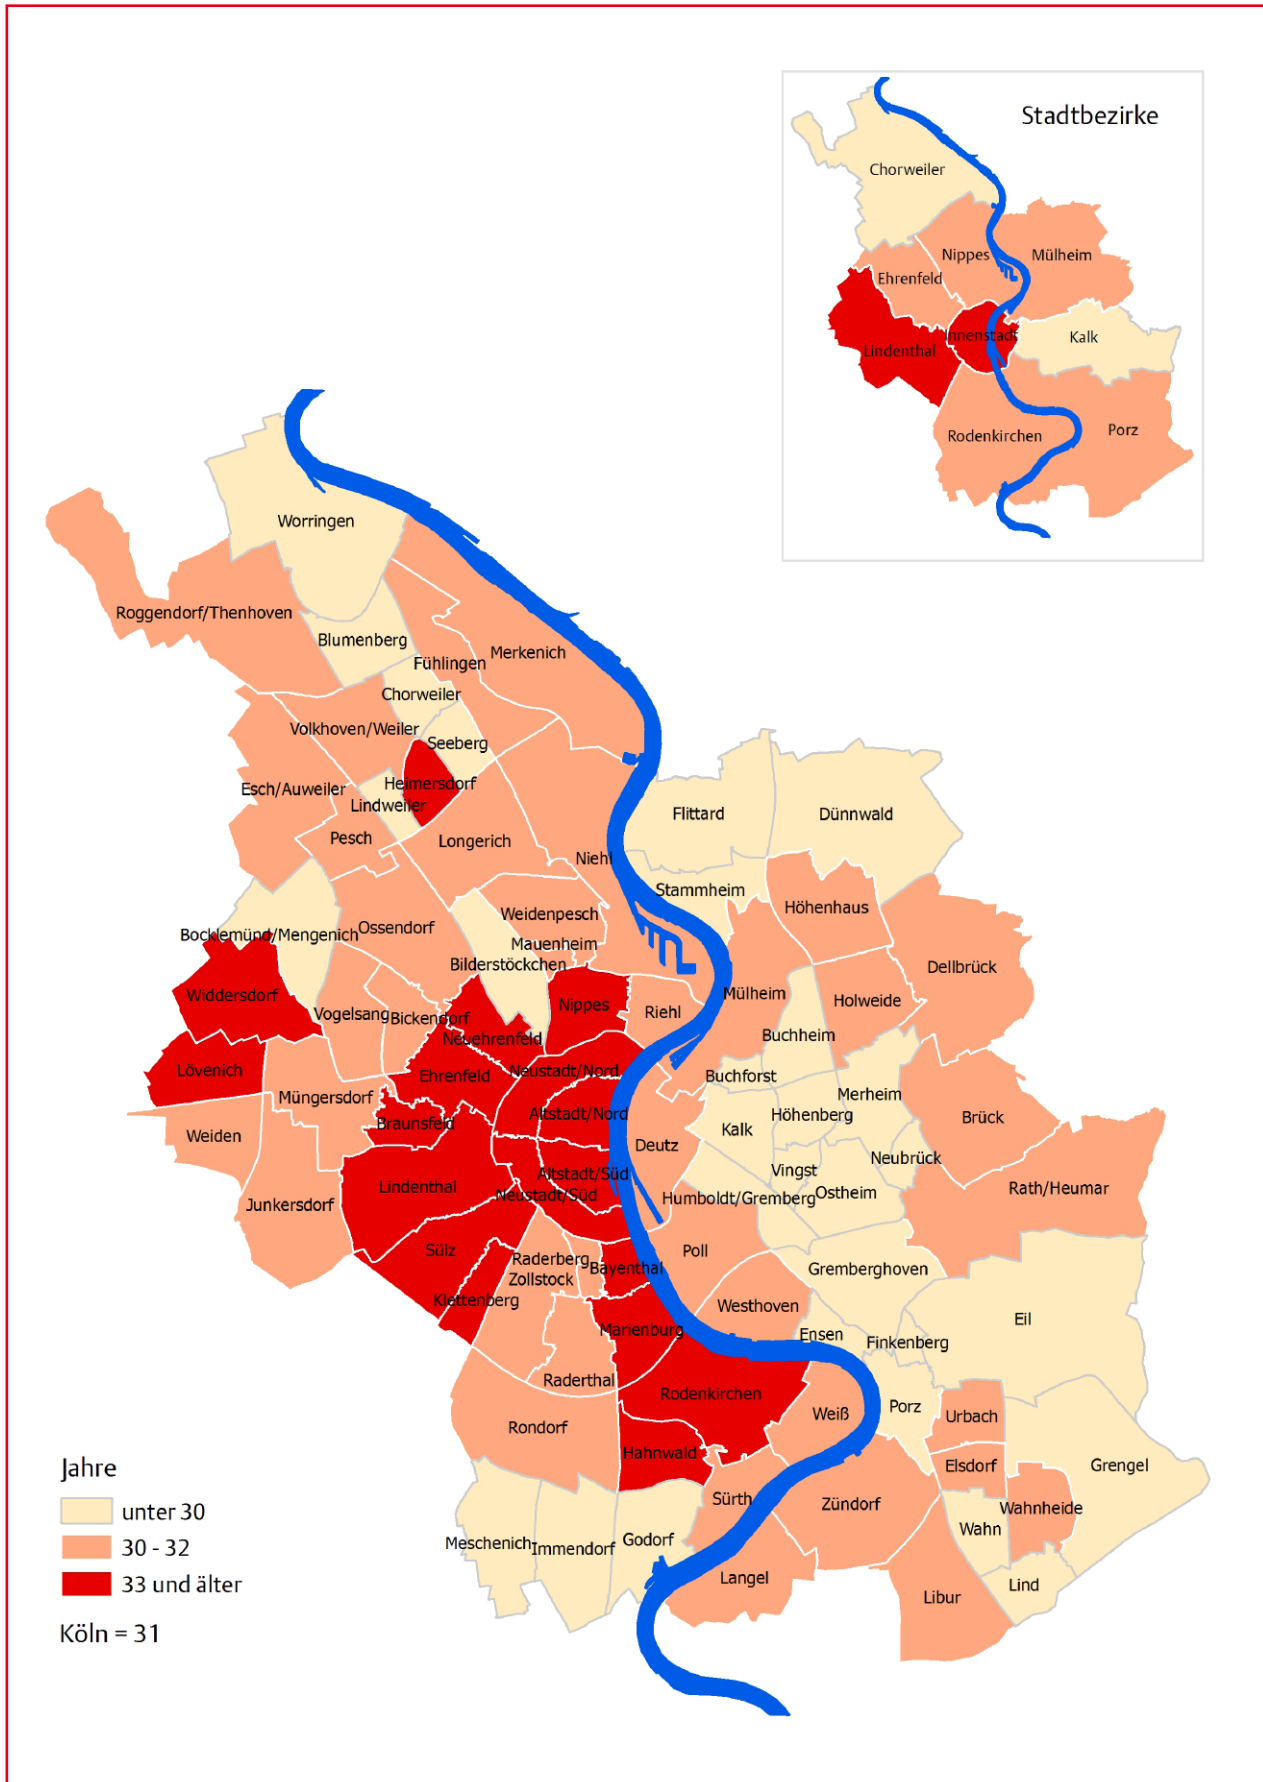 Stadtbezirke
Chorweiler
Nippes
Mülheim
Ehrenfeld
Innenstadt
Kalk
Lindenthal
Rodenkirchen
Porz
Worringen
Roggendorf/Thenhoven
Blumenberg
Merkenich
Fühlingen
Chorweiler
Volkhoven/Weiler
Seeberg
Heimersdorf
Esch/Auweiler
Lindweiler
Pesch
Longerich
Flittard
Dünnwald
Niehl
Stammheim
Höhenhaus
Weidenpesch
Ossendorf
Bocklemünd/Mengenich
Mauenheim
Bilderstöckchen
Dellbrück
Widdersdorf
Mülheim
Holweide
Nippes
Riehl
Vogelsang
Bickendorf
Neuehrenfeld
Buchheim
Lövenich
Ehrenfeld
Neustadt/Nord
Buchforst
Merheim
Müngersdorf
Altstadt/Nord
Höhenberg
Brück
Braunsfeld
Kalk
Weiden
Deutz
Neubrück
Vingst
Altstadt/Süd
Lindenthal
Neustadt/Süd
Humboldt/Gremberg
Ostheim
Rath/Heumar
Junkersdorf
Sülz
Poll
Raderberg
Bayenthal
Gremberghoven
Zollstock
Klettenberg
Westhoven
Eil
Marienburg
Ensen
Finkenberg
Raderthal
Rodenkirchen
Porz
Weiß
Urbach
Rondorf
Hahnwald
Elsdorf
Grengel
Jahre
Sürth
Zündorf
Wahnheide
unter 30
Wahn
Meschenich
Immendorf
Godorf
30 - 32
Langel
Lind
33 und älter
Libur
Köln = 31